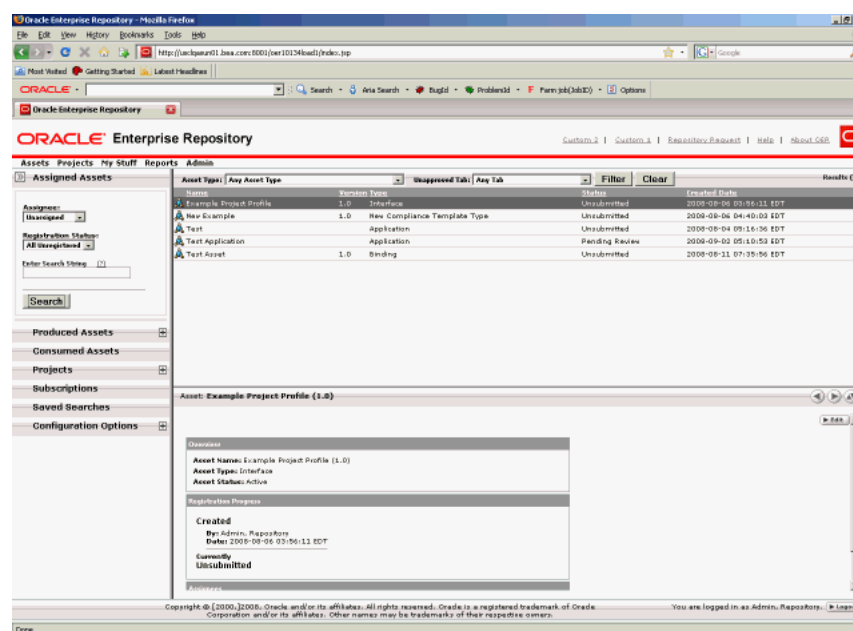 Oracle Enterprise Repository - Mozilla Firefox
File Edit View History Bookmarks Tools Help
Google
Most Visited Getting Started Latest Headlines
ORACLE Search Aria Search BugId ProblemId Farm job(JobID) Options
Oracle Enterprise Repository
ORACLE Enterprise Repository
Custom 2 | Custom 1 | Repository Request | Help | About OER
Assets Projects My Stuff Reports Admin
Assigned Assets
Asset Type: Any Asset Type Unapproved Tab: Any Tab Filter Clear Results (
Name Version Type Status Created Date
Example Project Profile 1.0 Interface Unsubmitted 2008-08-06 03:56:11 EDT
New Example 1.0 New Compliance Template Type Unsubmitted 2008-08-06 04:40:03 EDT
Test Application Unsubmitted 2008-08-04 05:16:36 EDT
Test Application Application Pending Review 2008-09-02 05:10:53 EDT
Test Asset 1.0 Binding Unsubmitted 2008-08-11 07:35:56 EDT
Assignee:
Unassigned
Registration Status:
All Unregistered
Enter Search String [?]
Search
Produced Assets
Consumed Assets
Projects
Subscriptions
Saved Searches
Configuration Options
Asset: Example Project Profile (1.0)
Edit
Overview
Asset Name: Example Project Profile (1.0)
Asset Type: Interface
Asset Status: Active
Registration Progress
Created
By: Admin, Repository
Date: 2008-08-06 03:56:11 EDT
Currently
Unsubmitted
Assignees
Copyright © [2000,]2008, Oracle and/or its affiliates. All rights reserved. Oracle is a registered trademark of Oracle
Corporation and/or its affiliates. Other names may be trademarks of their respective owners.
You are logged in as Admin, Repository.
Done